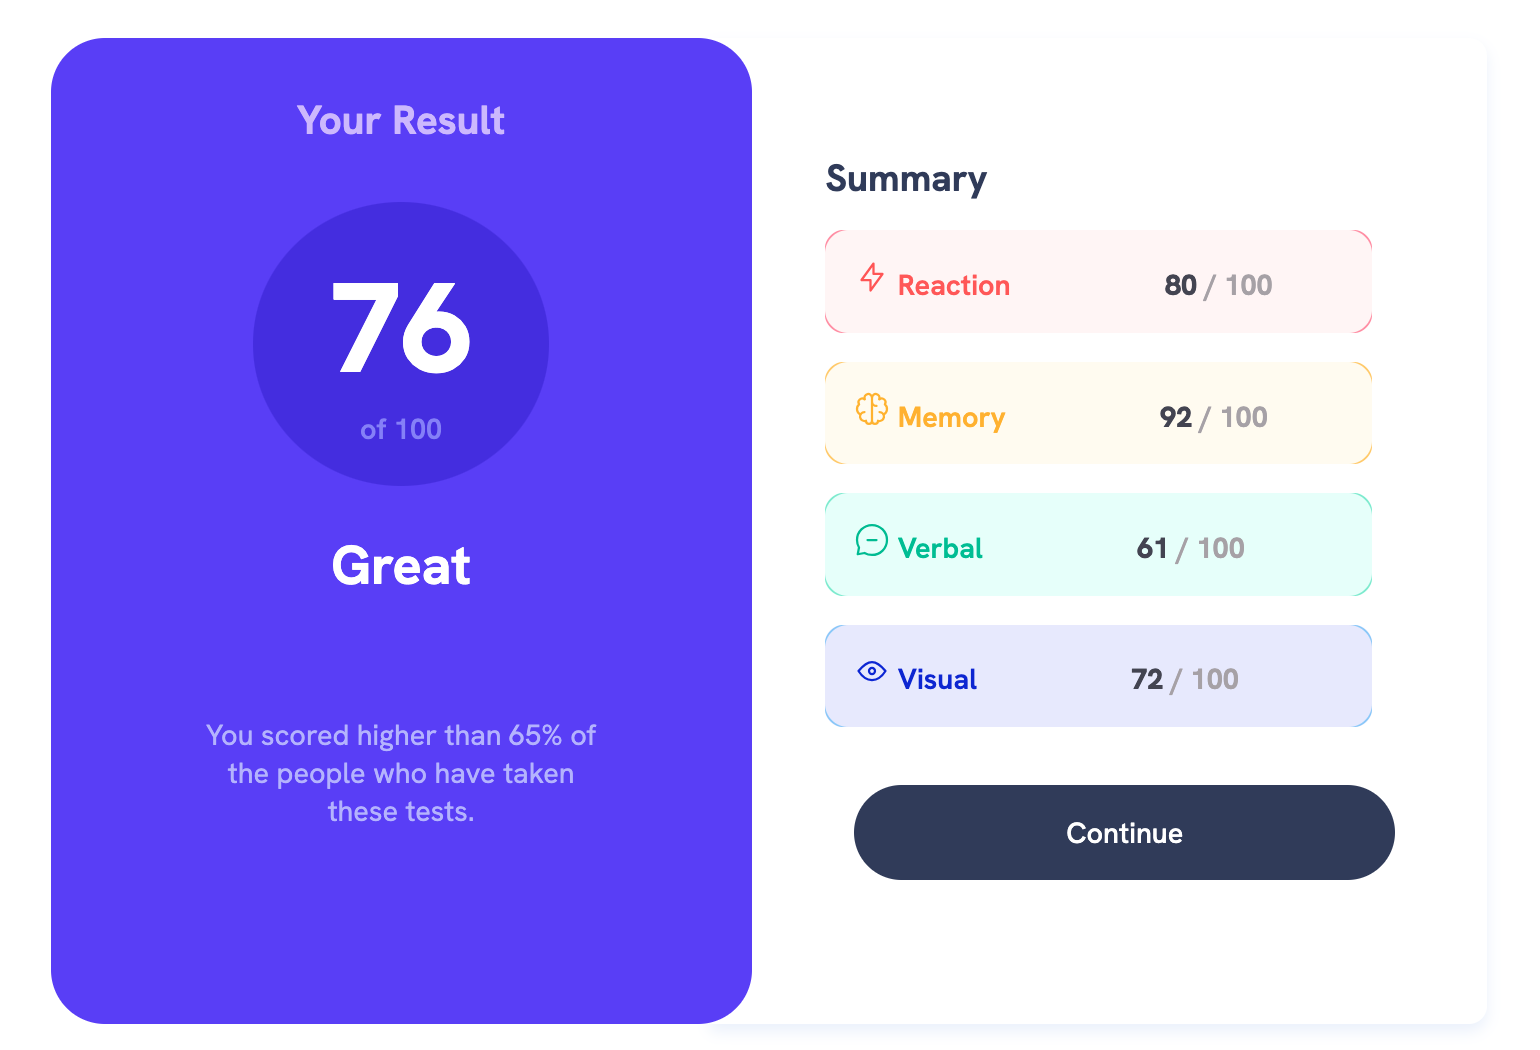 Your Result
76
of 100
Great
You scored higher than 65% of
the people who have taken
these tests.
Summary
Reaction 80 / 100
Memory 92 / 100
Verbal 61 / 100
Visual 72 / 100
Continue